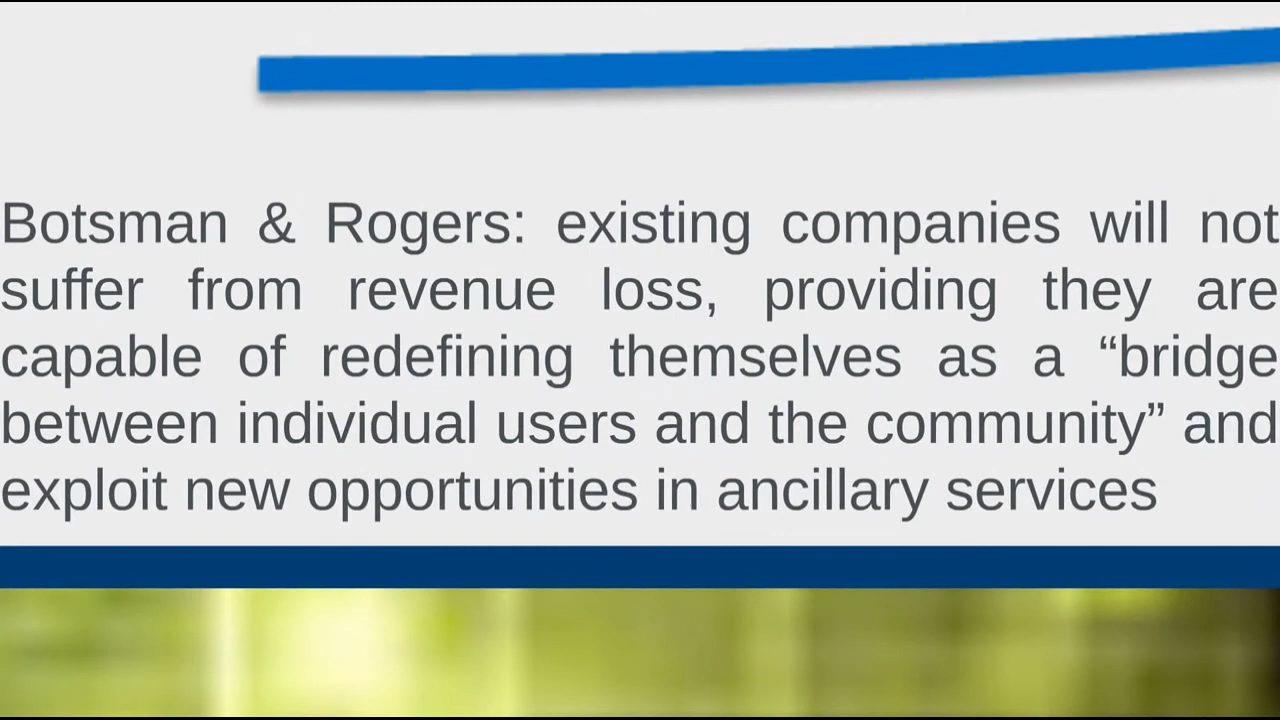 Botsman & Rogers: existing companies will not
suffer from revenue loss, providing they are
capable of redefining themselves as a “bridge
between individual users and the community” and
exploit new opportunities in ancillary services